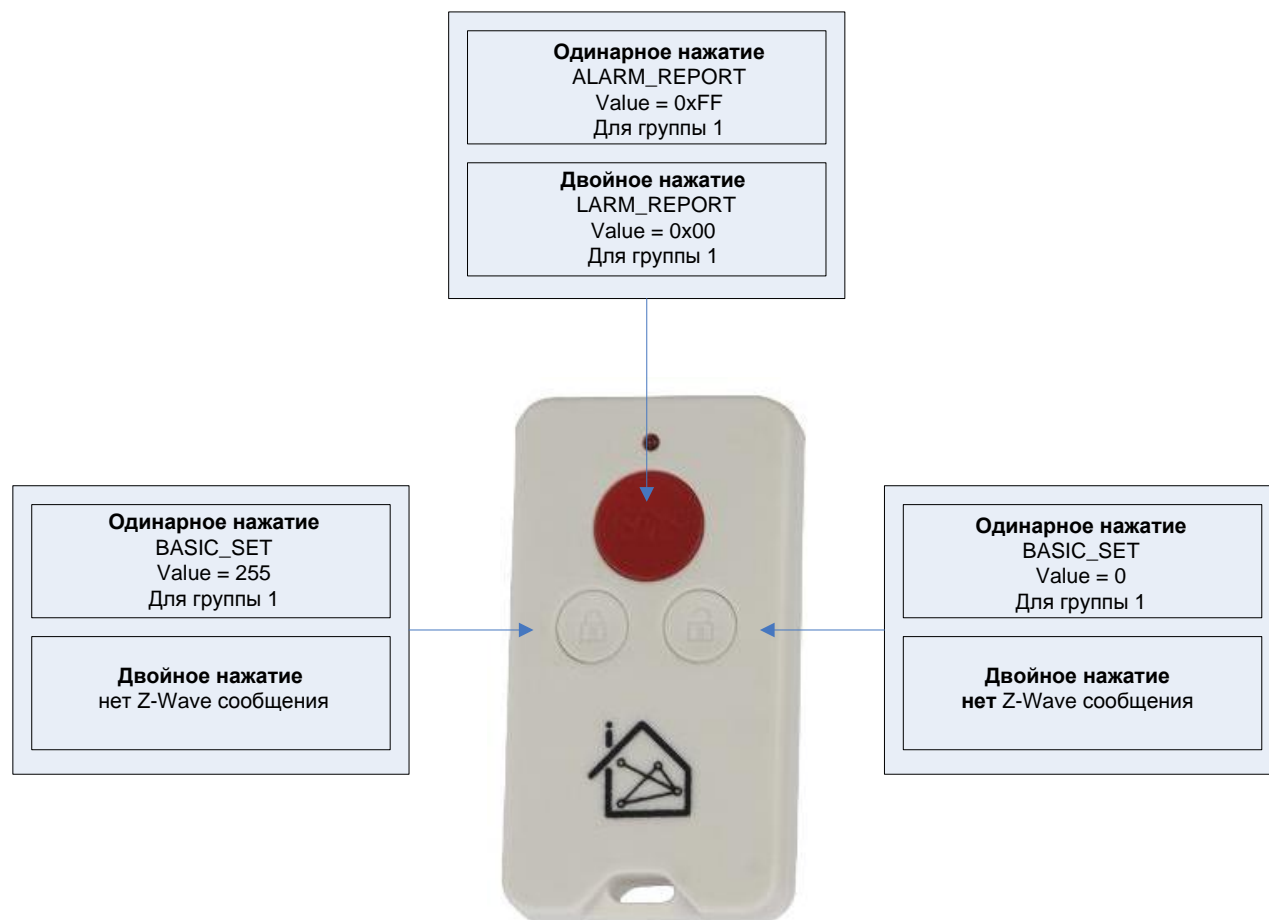 Одинарное нажатие
ALARM_REPORT
Value = 0xFF
Для группы 1
Двойное нажатие
LARM_REPORT
Value = 0x00
Для группы 1
Одинарное нажатие
BASIC_SET
Value = 255
Для группы 1
Двойное нажатие
нет Z-Wave сообщения
Одинарное нажатие
BASIC_SET
Value = 0
Для группы 1
Двойное нажатие
нет Z-Wave сообщения